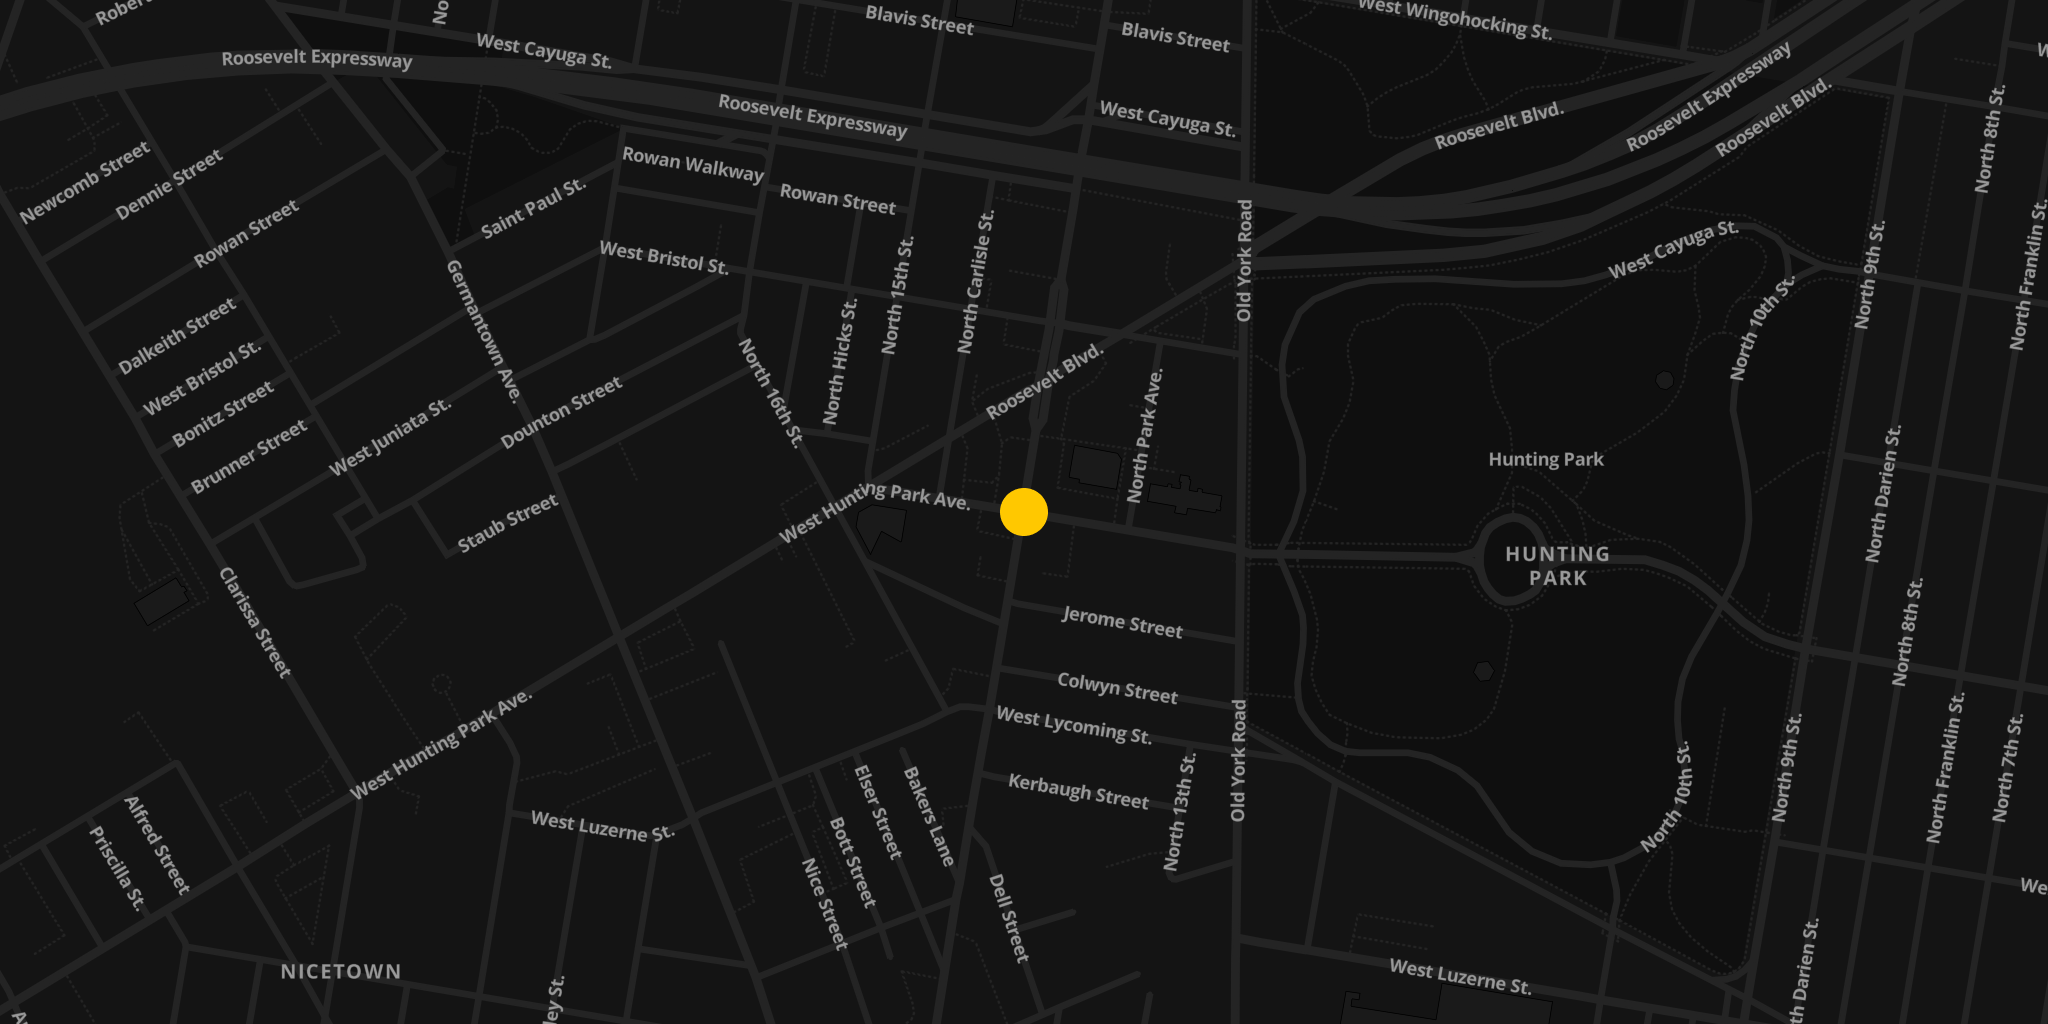 Robert
No
Blavis Street
Blavis Street
West Wingohocking St.
West Cayuga St.
Roosevelt Expressway
Roosevelt Expressway
West Cayuga St.
Roosevelt Blvd.
Roosevelt Expressway
Roosevelt Blvd.
North 8th St.
W
Newcomb Street
Dennie Street
Rowan Walkway
Rowan Street
Saint Paul St.
Rowan Street
West Bristol St.
North 15th St.
North Carlisle St.
Old York Road
West Cayuga St.
North 9th St.
North Franklin St.
North 10th St.
Germantown Ave.
Dalkeith Street
West Bristol St.
Bonitz Street
Brunner Street
West Juniata St.
Dounton Street
North 16th St.
North Hicks St.
Roosevelt Blvd.
North Park Ave.
Hunting Park
North Darien St.
Staub Street
West Hunting Park Ave.
HUNTING
PARK
Clarissa Street
Jerome Street
North 8th St.
Colwyn Street
West Lycoming St.
Old York Road
West Hunting Park Ave.
Kerbaugh Street
North 13th St.
North 10th St.
North 9th St.
North Franklin St.
North 7th St.
Alfred Street
Priscilla St.
West Luzerne St.
Nice Street
Bott Street
Elser Street
Bakers Lane
Dell Street
We
NICETOWN
ley St.
West Luzerne St.
th Darien St.